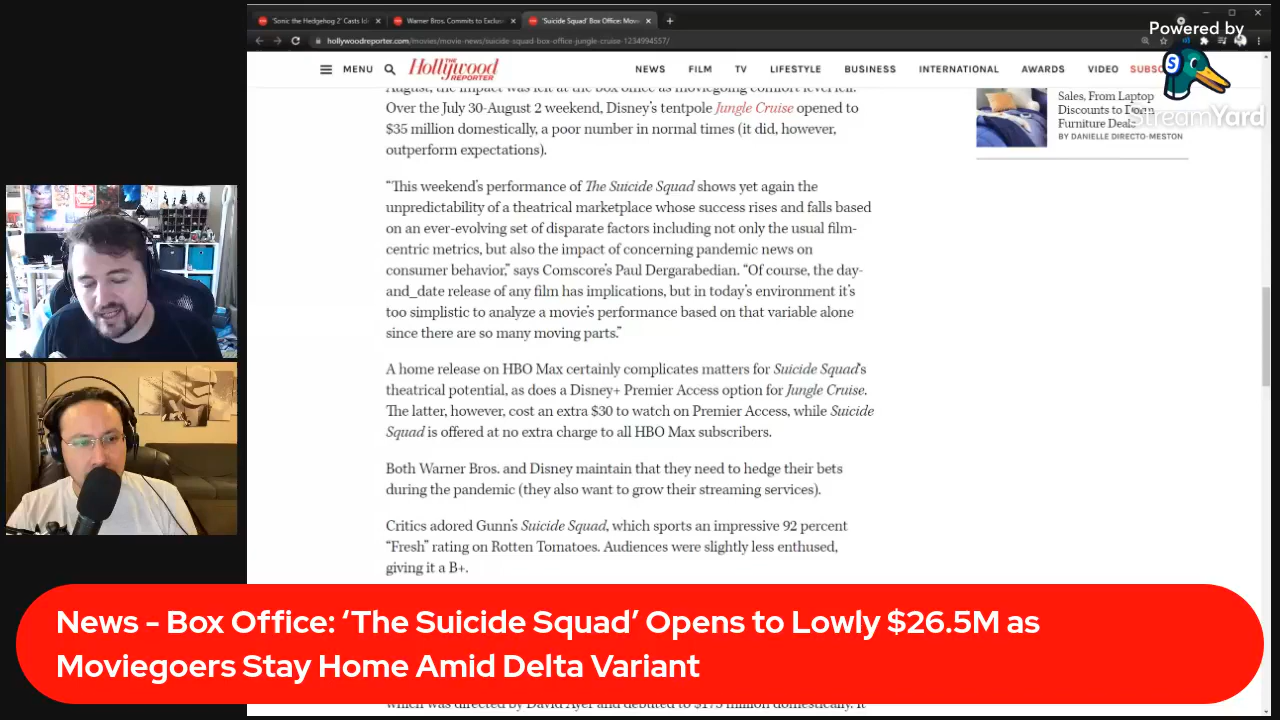 'Sonic the Hedgehog 2' Casts Id
Warner Bros. Commits to Exclus
'Suicide Squad' Box Office: Mov
hollywoodreporter.com/movies/movie-news/suicide-squad-box-office-jungle-cruise-1234994557/
Powered by
StreamYard
MENU
THE
Hollywood
REPORTER
NEWS FILM TV LIFESTYLE BUSINESS INTERNATIONAL AWARDS VIDEO
August, the impact was felt at the box office as moviegoing comfort level fell.
Over the July 30-August 2 weekend, Disney's tentpole Jungle Cruise opened to
$35 million domestically, a poor number in normal times (it did, however,
outperform expectations).
Sales, From Laptop
Discounts to Dorm
Furniture Deals
BY DANIELLE DIRECTO-MESTON
“This weekend's performance of The Suicide Squad shows yet again the
unpredictability of a theatrical marketplace whose success rises and falls based
on an ever-evolving set of disparate factors including not only the usual film-
centric metrics, but also the impact of concerning pandemic news on
consumer behavior,” says Comscore's Paul Dergarabedian. “Of course, the day-
and_date release of any film has implications, but in today's environment it's
too simplistic to analyze a movie's performance based on that variable alone
since there are so many moving parts.”
A home release on HBO Max certainly complicates matters for Suicide Squad's
theatrical potential, as does a Disney+ Premier Access option for Jungle Cruise.
The latter, however, cost an extra $30 to watch on Premier Access, while Suicide
Squad is offered at no extra charge to all HBO Max subscribers.
Both Warner Bros. and Disney maintain that they need to hedge their bets
during the pandemic (they also want to grow their streaming services).
Critics adored Gunn's Suicide Squad, which sports an impressive 92 percent
“Fresh” rating on Rotten Tomatoes. Audiences were slightly less enthused,
giving it a B+.
News - Box Office: ‘The Suicide Squad’ Opens to Lowly $26.5M as
Moviegoers Stay Home Amid Delta Variant
which was directed by David Ayer and debuted to $175 million domestically. It